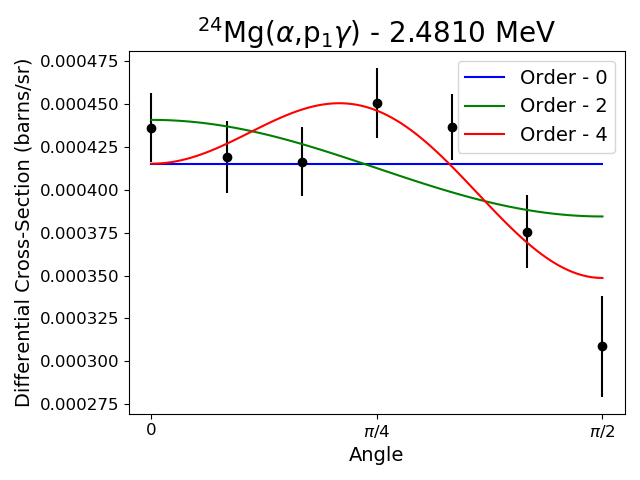 ²⁴Mg(α,p₁γ) - 2.4810 MeV
Differential Cross-Section (barns/sr)
0.000475
0.000450
0.000425
0.000400
0.000375
0.000350
0.000325
0.000300
0.000275
Order - 0
Order - 2
Order - 4
0
π/4
π/2
Angle